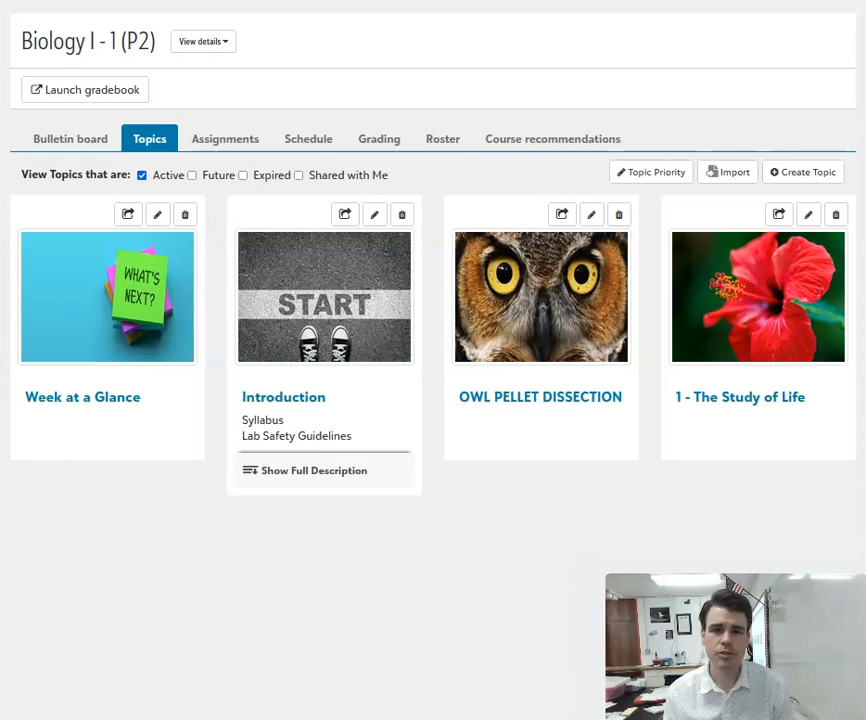 Biology I - 1 (P2)
View details
Launch gradebook
Bulletin board Topics Assignments Schedule Grading Roster Course recommendations
View Topics that are: Active Future Expired Shared with Me
Topic Priority Import Create Topic
WHAT'S
NEXT?
START
Week at a Glance
Introduction
Syllabus
Lab Safety Guidelines
Show Full Description
OWL PELLET DISSECTION
1 - The Study of Life